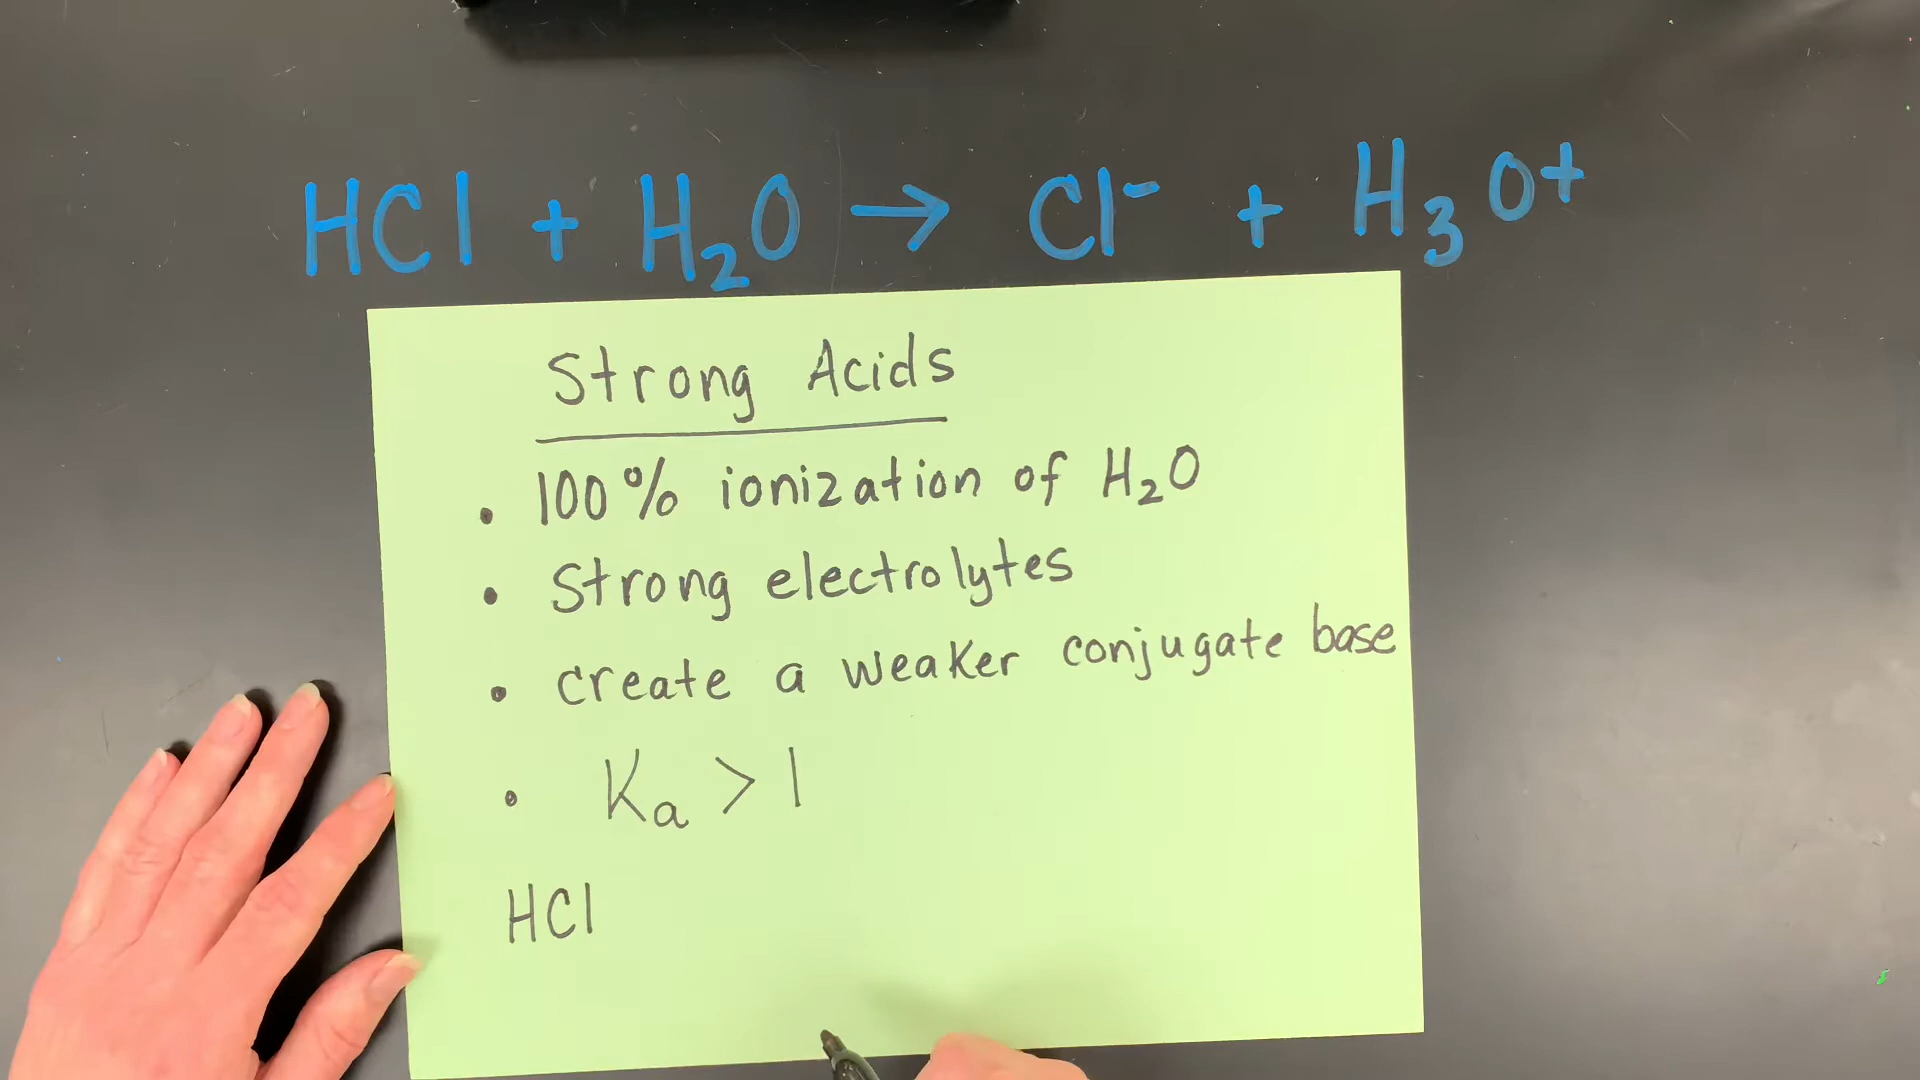 HCl + H₂O → Cl⁻ + H₃O+
Strong Acids
• 100% ionization of H₂O
• Strong electrolytes
• create a weaker conjugate base
• Kₐ > 1
HCl